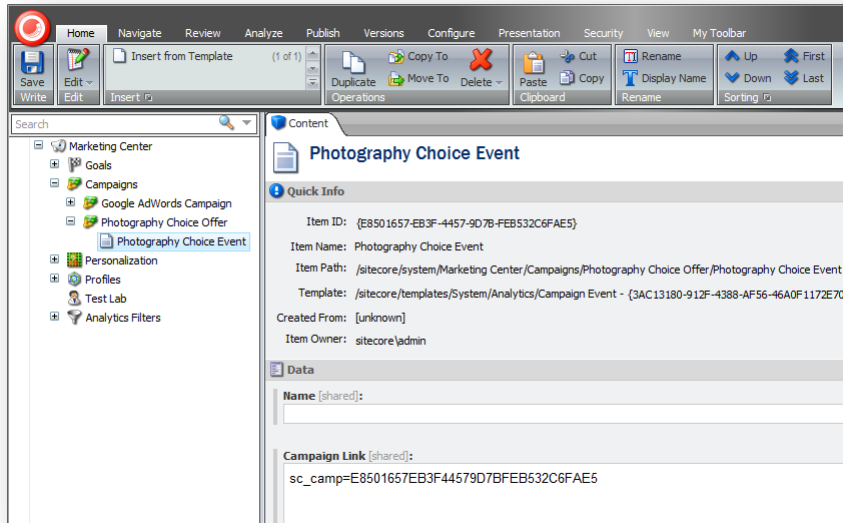 Home Navigate Review Analyze Publish Versions Configure Presentation Security View My Toolbar
Save
Write
Edit
Edit
Insert from Template
(1 of 1)
Insert
Duplicate
Copy To
Move To
Delete
Operations
Paste
Cut
Copy
Clipboard
Rename
Display Name
Rename
Up
Down
First
Last
Sorting
Search
Marketing Center
Goals
Campaigns
Google AdWords Campaign
Photography Choice Offer
Photography Choice Event
Personalization
Profiles
Test Lab
Analytics Filters
Content
Photography Choice Event
Quick Info
Item ID: {E8501657-EB3F-4457-9D7B-FEB532C6FAE5}
Item Name: Photography Choice Event
Item Path: /sitecore/system/Marketing Center/Campaigns/Photography Choice Offer/Photography Choice Event
Template: /sitecore/templates/System/Analytics/Campaign Event - {3AC13180-912F-4388-AF56-46A0F1172E70
Created From: [unknown]
Item Owner: sitecore\admin
Data
Name [shared]:
Campaign Link [shared]:
sc_camp=E8501657EB3F44579D7BFEB532C6FAE5